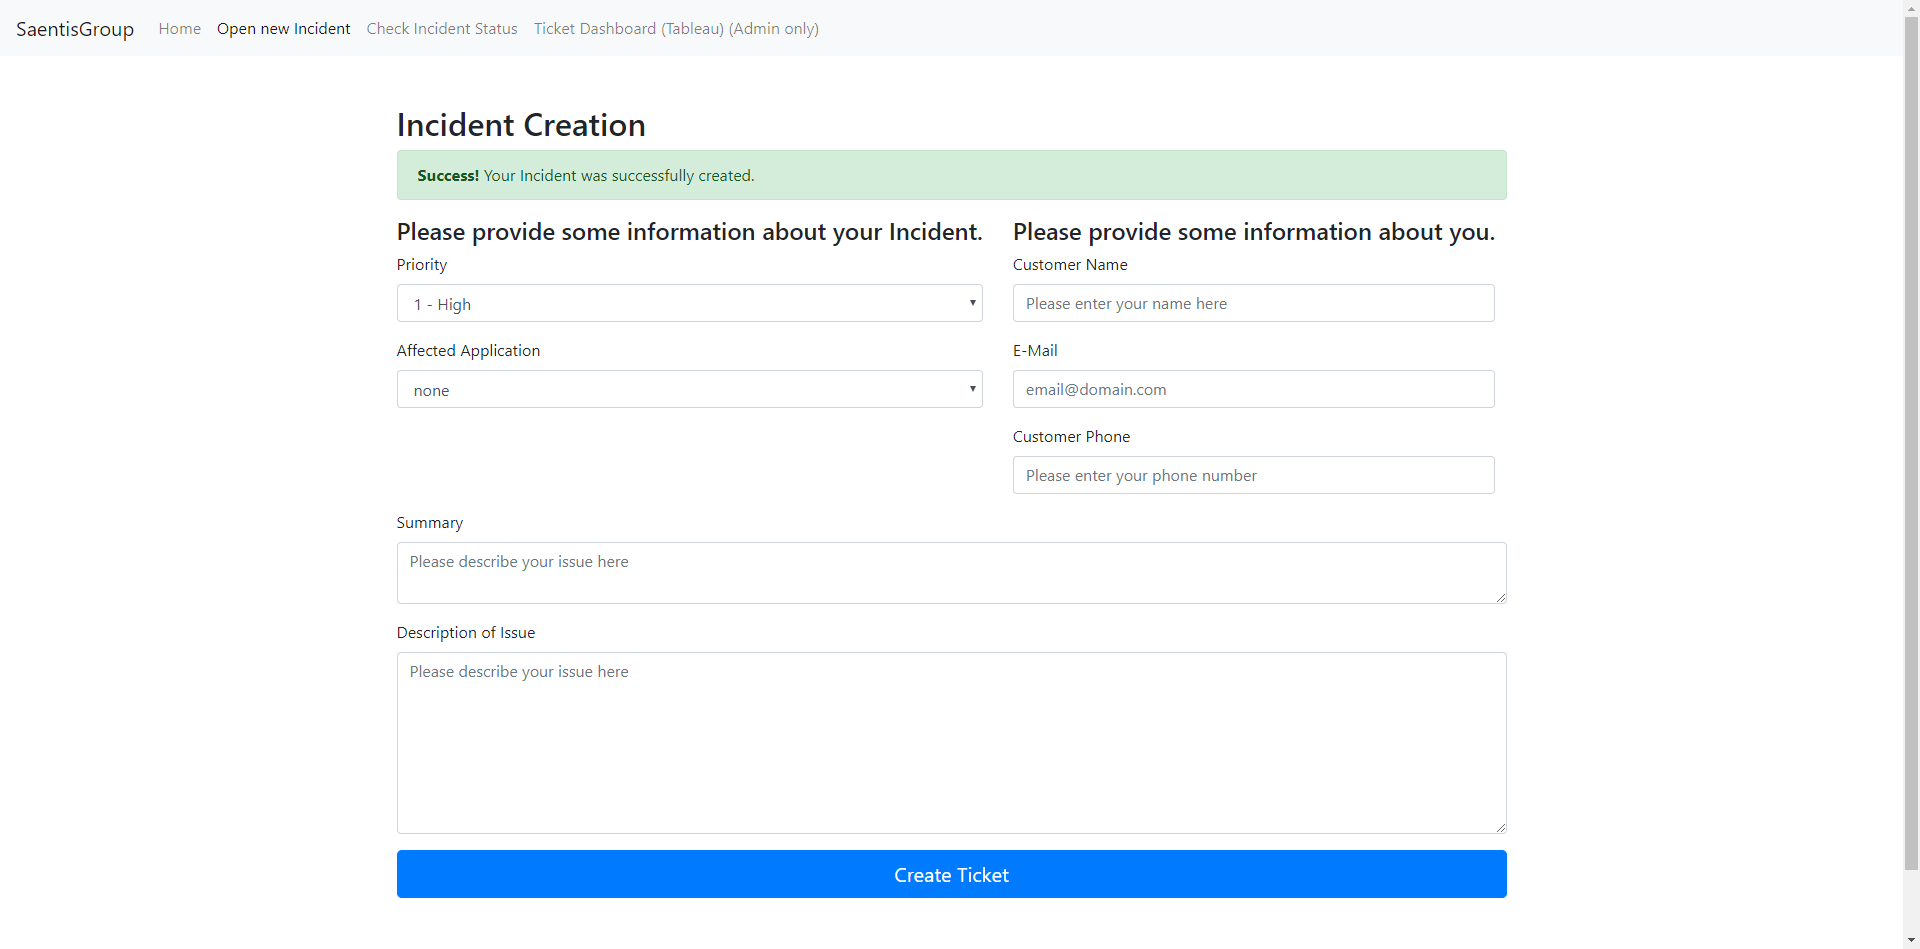 SaentisGroup Home Open new Incident Check Incident Status Ticket Dashboard (Tableau) (Admin only)
Incident Creation
Success! Your Incident was successfully created.
Please provide some information about your Incident.
Priority
1 - High
Affected Application
none
Please provide some information about you.
Customer Name
Please enter your name here
E-Mail
email@domain.com
Customer Phone
Please enter your phone number
Summary
Please describe your issue here
Description of Issue
Please describe your issue here
Create Ticket